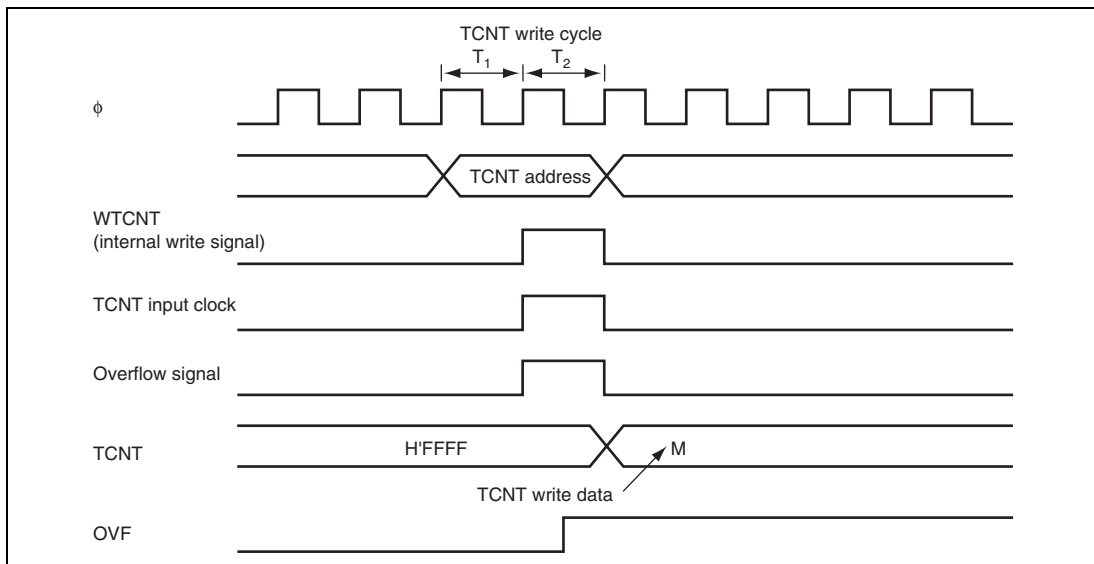 TCNT write cycle
T₁ T₂
ϕ
TCNT address
WTCNT
(internal write signal)
TCNT input clock
Overflow signal
TCNT
H'FFFF
M
TCNT write data
OVF